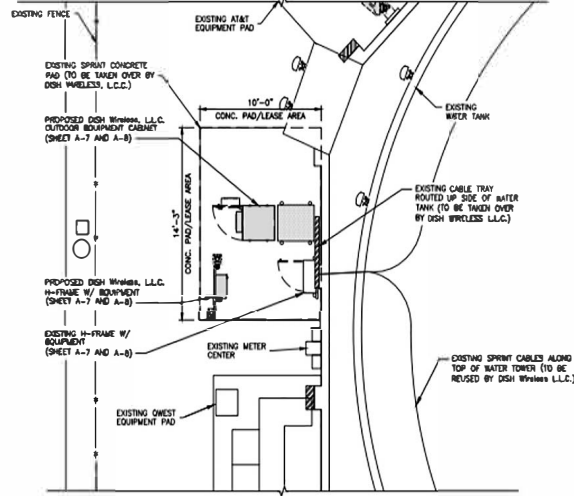 EXISTING FENCE
EXISTING AT&T
EQUIPMENT PAD
EXISTING SPRINT CONCRETE
PAD (TO BE TAKEN OVER BY
DISH WIRELESS, L.C.C.)
10'-0"
CONC. PAD/LEASE AREA
EXISTING
WATER TANK
PROPOSED DISH Wireless, L.L.C.
OUTDOOR EQUIPMENT CABINET
(SHEET A-7 AND A-8)
14'-3"
CONC. PAD/LEASE AREA
EXISTING CABLE TRAY
ROUTED UP SIDE OF WATER
TANK (TO BE TAKEN OVER
BY DISH WIRELESS L.L.C.)
PROPOSED DISH Wireless, L.L.C.
H-FRAME W/ EQUIPMENT
(SHEET A-7 AND A-8)
EXISTING H-FRAME W/
EQUIPMENT
(SHEET A-7 AND A-8)
EXISTING METER
CENTER
EXISTING SPRINT CABLES ALONG
TOP OF WATER TOWER (TO BE
REUSED BY DISH Wireless L.L.C.)
EXISTING QWEST
EQUIPMENT PAD